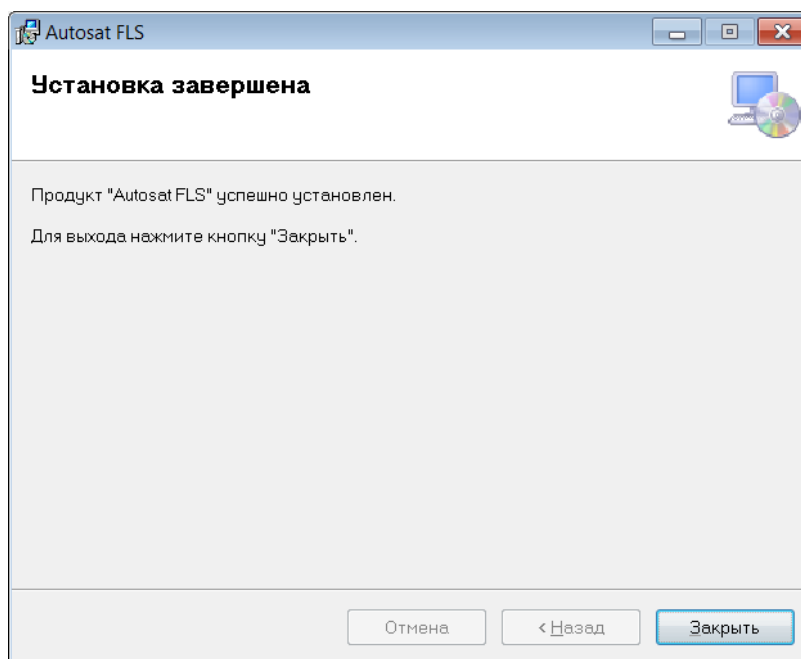 Autosat FLS
Установка завершена
Продукт "Autosat FLS" успешно установлен.
Для выхода нажмите кнопку "Закрыть".
Отмена
< Назад
Закрыть